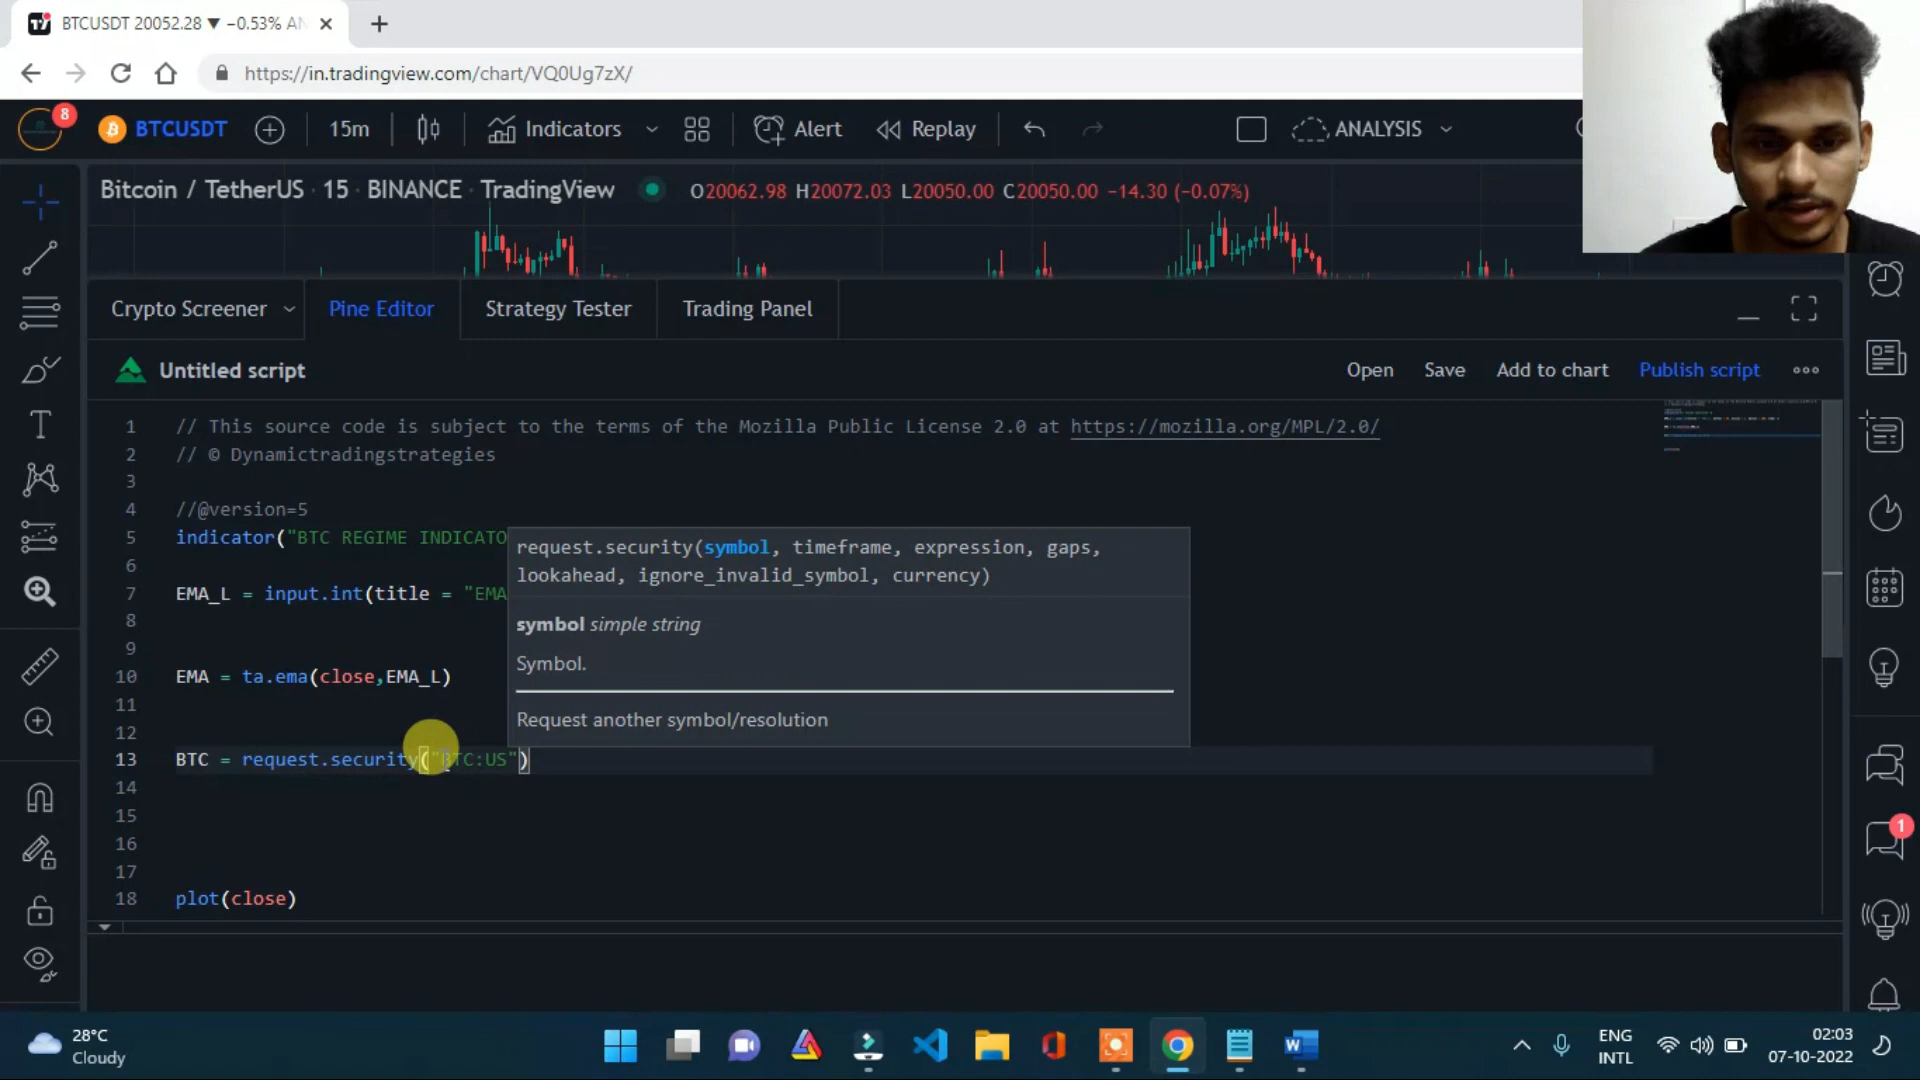 BTCUSDT 20052.28 ▼ −0.53% AN
https://in.tradingview.com/chart/VQ0Ug7zX/
8
BTCUSDT
15m
Indicators
Alert
Replay
ANALYSIS
Bitcoin / TetherUS · 15 · BINANCE · TradingView
O20062.98 H20072.03 L20050.00 C20050.00 −14.30 (−0.07%)
Crypto Screener
Pine Editor
Strategy Tester
Trading Panel
Untitled script
Open
Save
Add to chart
Publish script
1 // This source code is subject to the terms of the Mozilla Public License 2.0 at https://mozilla.org/MPL/2.0/
2 // © Dynamictradingstrategies
3
4 //@version=5
5 indicator("BTC REGIME INDICATO
6
7 EMA_L = input.int(title = "EMA
8
9
10 EMA = ta.ema(close,EMA_L)
11
12
13 BTC = request.security("BTC:US")
14
15
16
17
18 plot(close)
request.security(symbol, timeframe, expression, gaps,
lookahead, ignore_invalid_symbol, currency)
symbol simple string
Symbol.
Request another symbol/resolution
1
28°C
Cloudy
ENG
INTL
02:03
07-10-2022